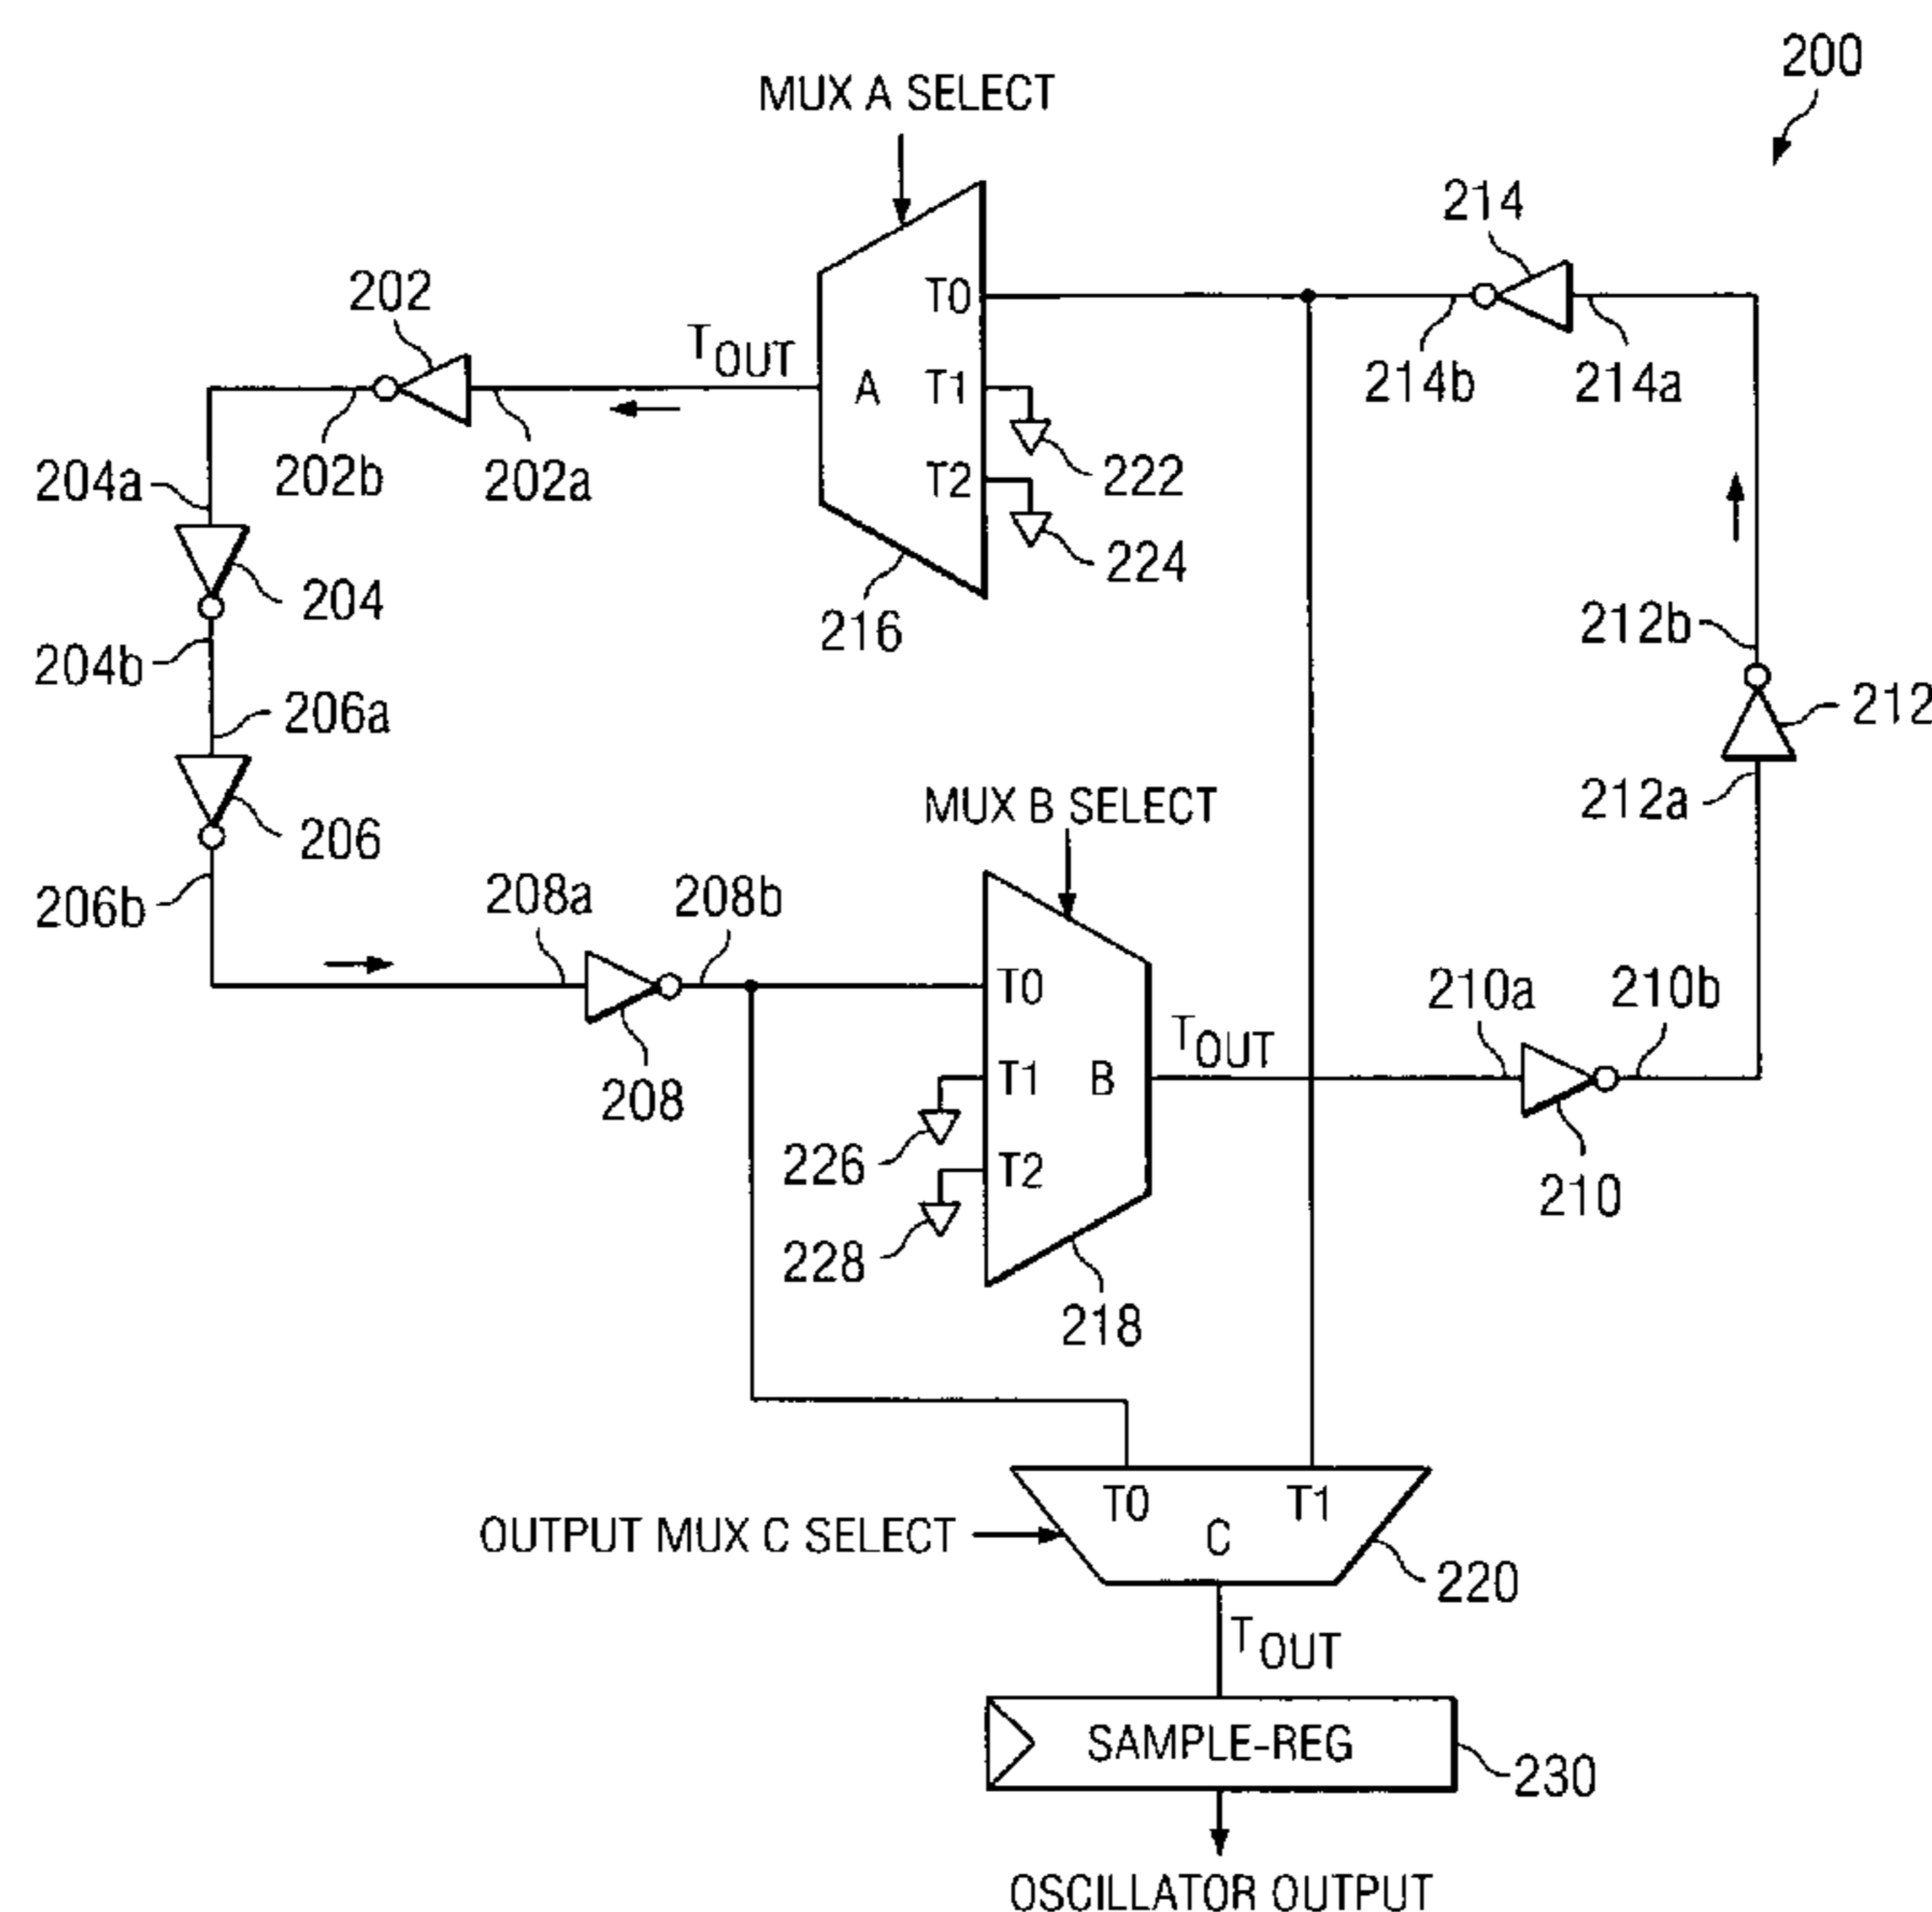 200
MUX A SELECT
214
T0
202
TOUT
214b
214a
A
T1
222
204a
202b
202a
T2
224
204
216
212b
204b
206a
212
MUX B SELECT
212a
206
206b
208a
208b
T0
210a
210b
TOUT
T1
B
208
226
T2
210
228
218
T0
T1
OUTPUT MUX C SELECT
C
220
TOUT
SAMPLE-REG
230
OSCILLATOR OUTPUT